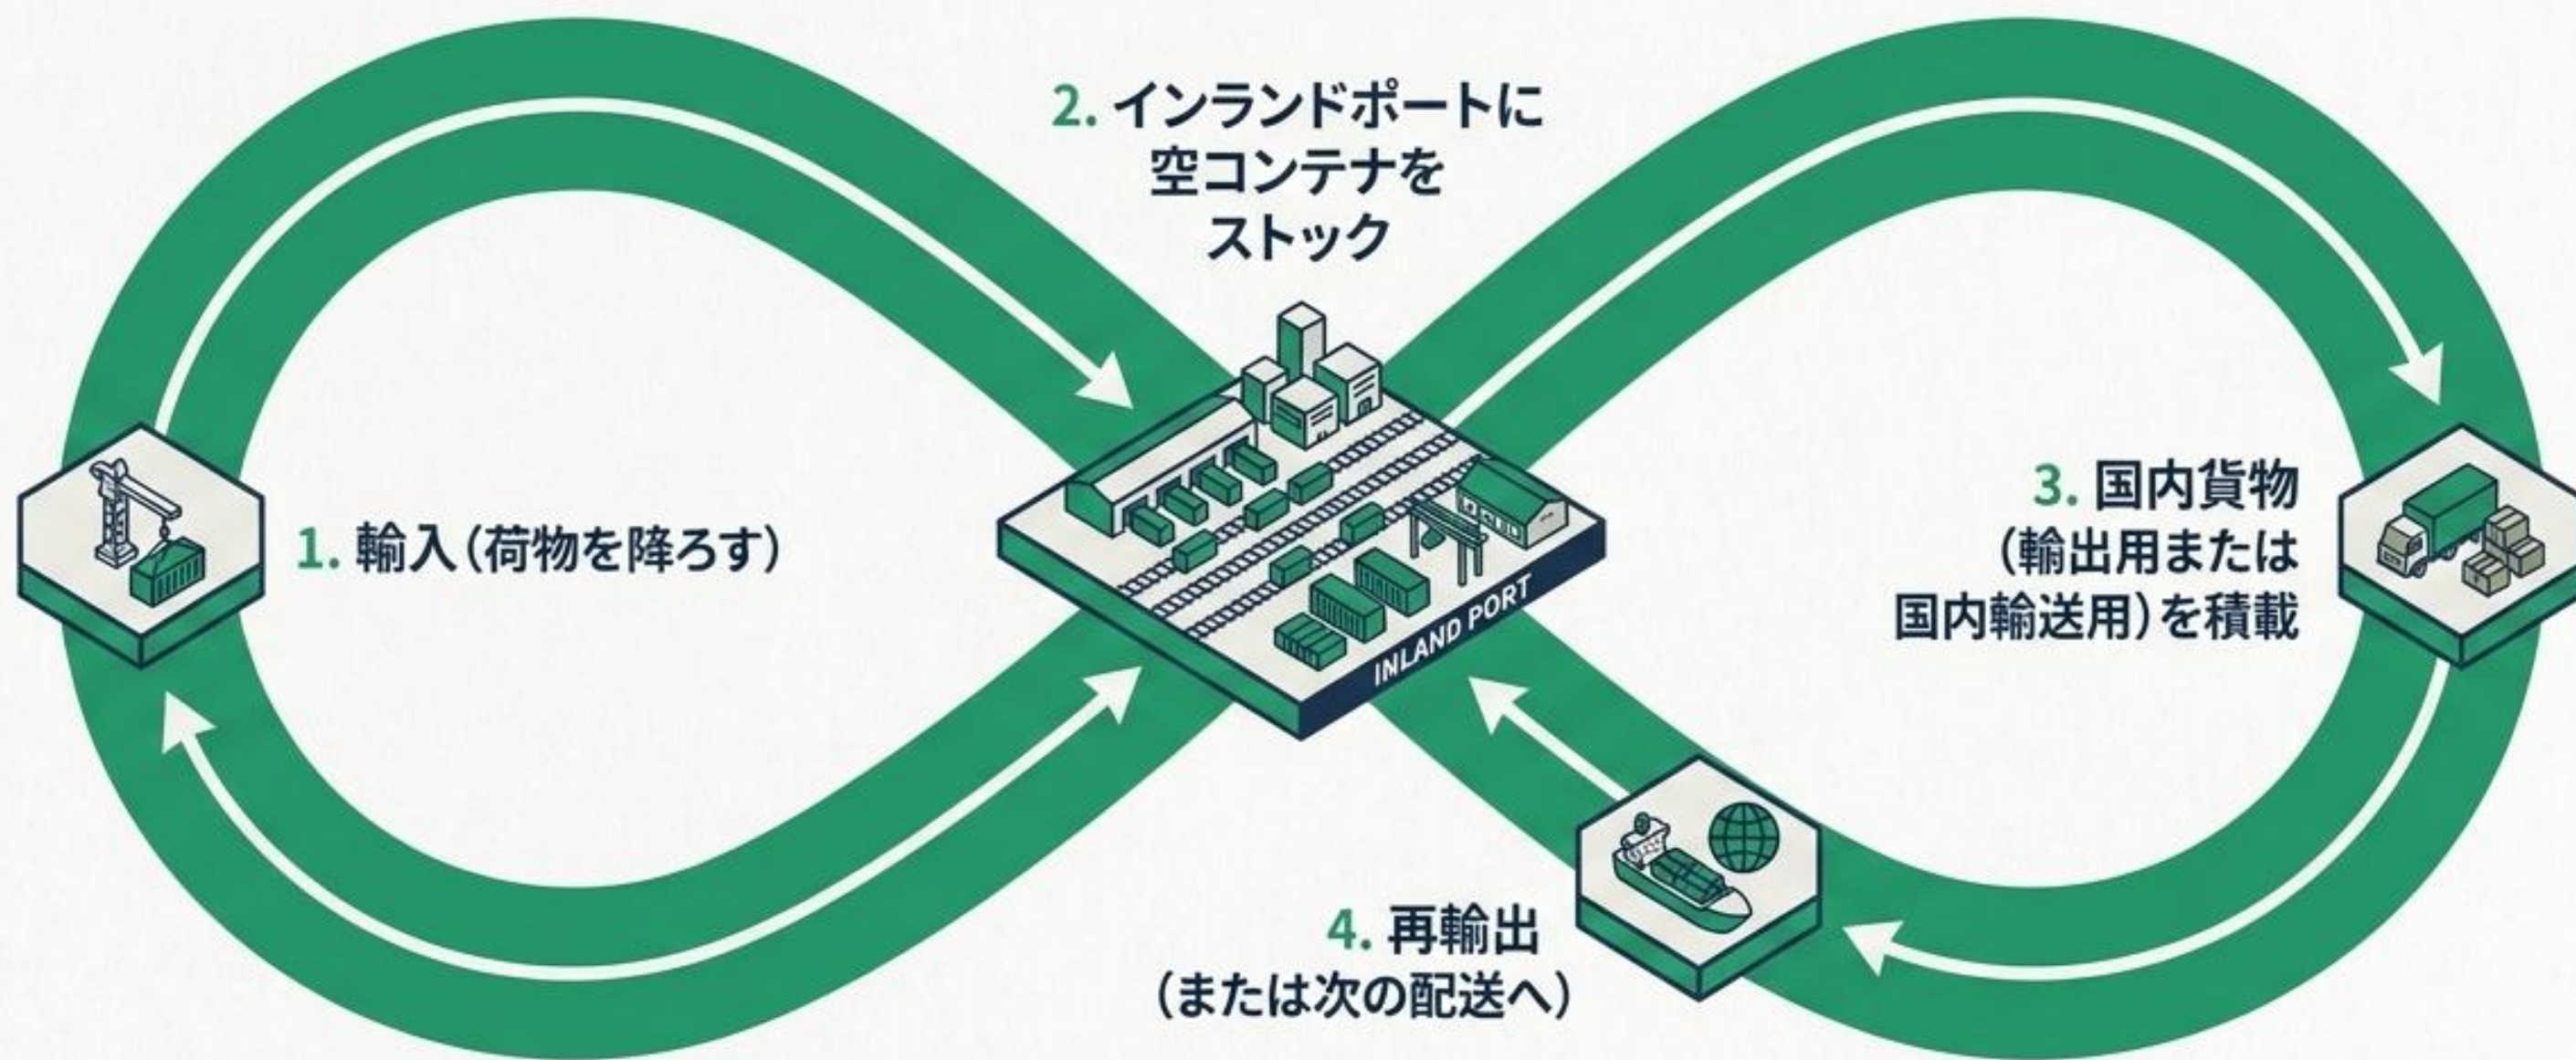 1. 輸入(荷物を降ろす)
2. インランドポートに
空コンテナを
ストック
INLAND PORT
3. 国内貨物
(輸出用または
国内輸送用)を積載
4. 再輸出
(または次の配送へ)